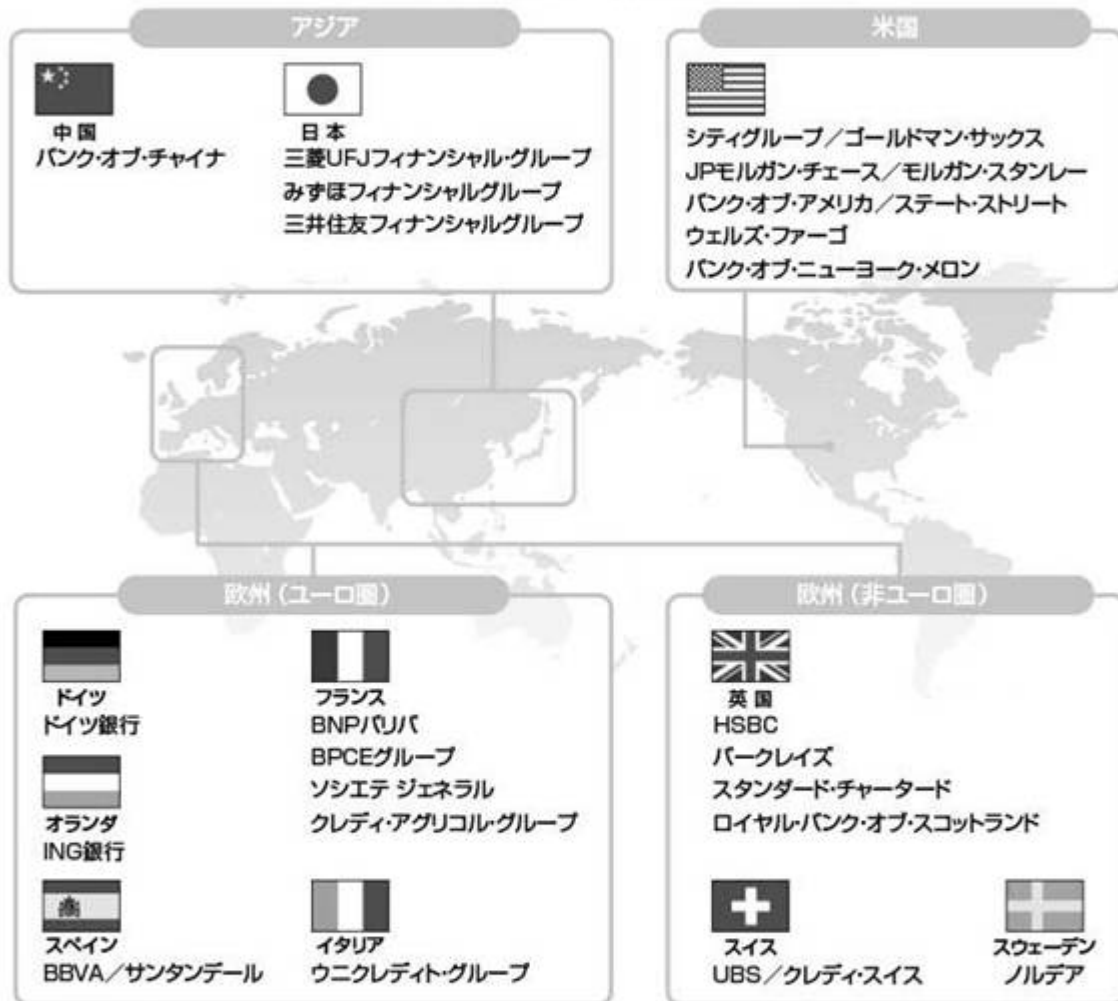 アジア
中国
バンク・オブ・チャイナ
日本
三菱UFJフィナンシャル・グループ
みずほフィナンシャルグループ
三井住友フィナンシャルグループ
米国
シティグループ／ゴールドマン・サックス
JPモルガン・チェース／モルガン・スタンレー
バンク・オブ・アメリカ／ステート・ストリート
ウェルズ・ファーゴ
バンク・オブ・ニューヨーク・メロン
欧州（ユーロ圏）
ドイツ
ドイツ銀行
オランダ
ING銀行
スペイン
BBVA／サンタンデール
フランス
BNPパリバ
BPCEグループ
ソシエテ ジェネラル
クレディ・アグリコル・グループ
イタリア
ウニクレディト・グループ
欧州（非ユーロ圏）
英国
HSBC
バークレイズ
スタンダード・チャータード
ロイヤル・バンク・オブ・スコットランド
スイス
UBS／クレディ・スイス
スウェーデン
ノルデア